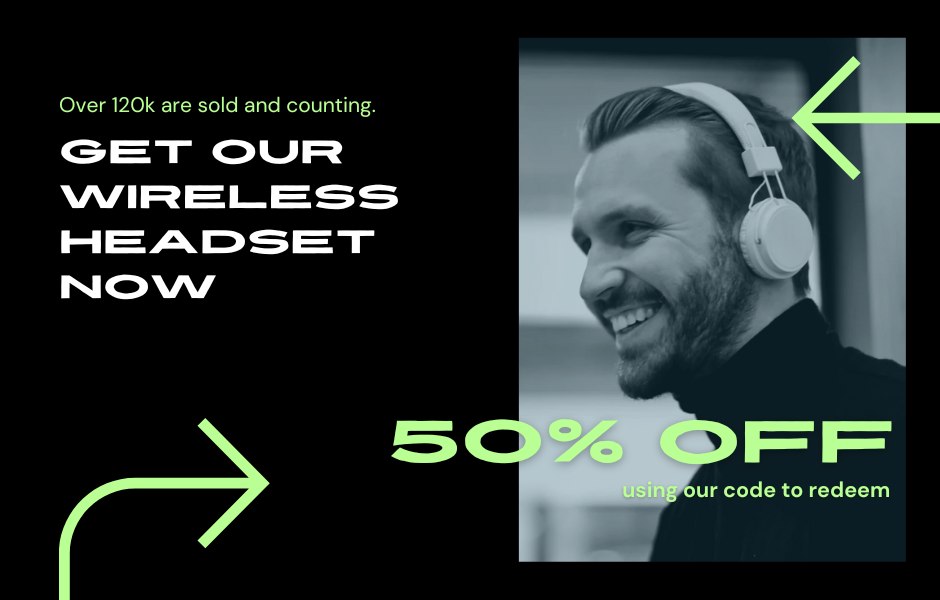 Over 120k are sold and counting.
GET OUR
WIRELESS
HEADSET
NOW
50% OFF
using our code to redeem